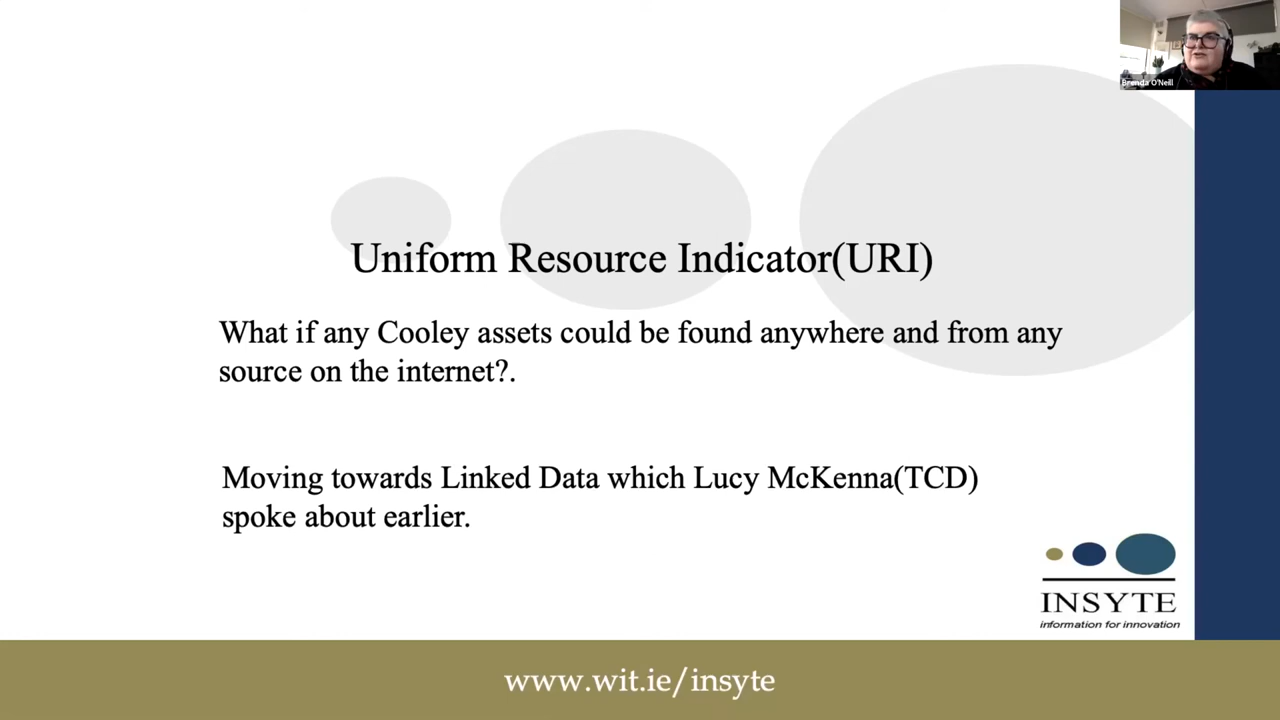 Brenda O'Neill
Uniform Resource Indicator(URI)
What if any Cooley assets could be found anywhere and from any
source on the internet?.
Moving towards Linked Data which Lucy McKenna(TCD)
spoke about earlier.
INSYTE
information for innovation
www.wit.ie/insyte